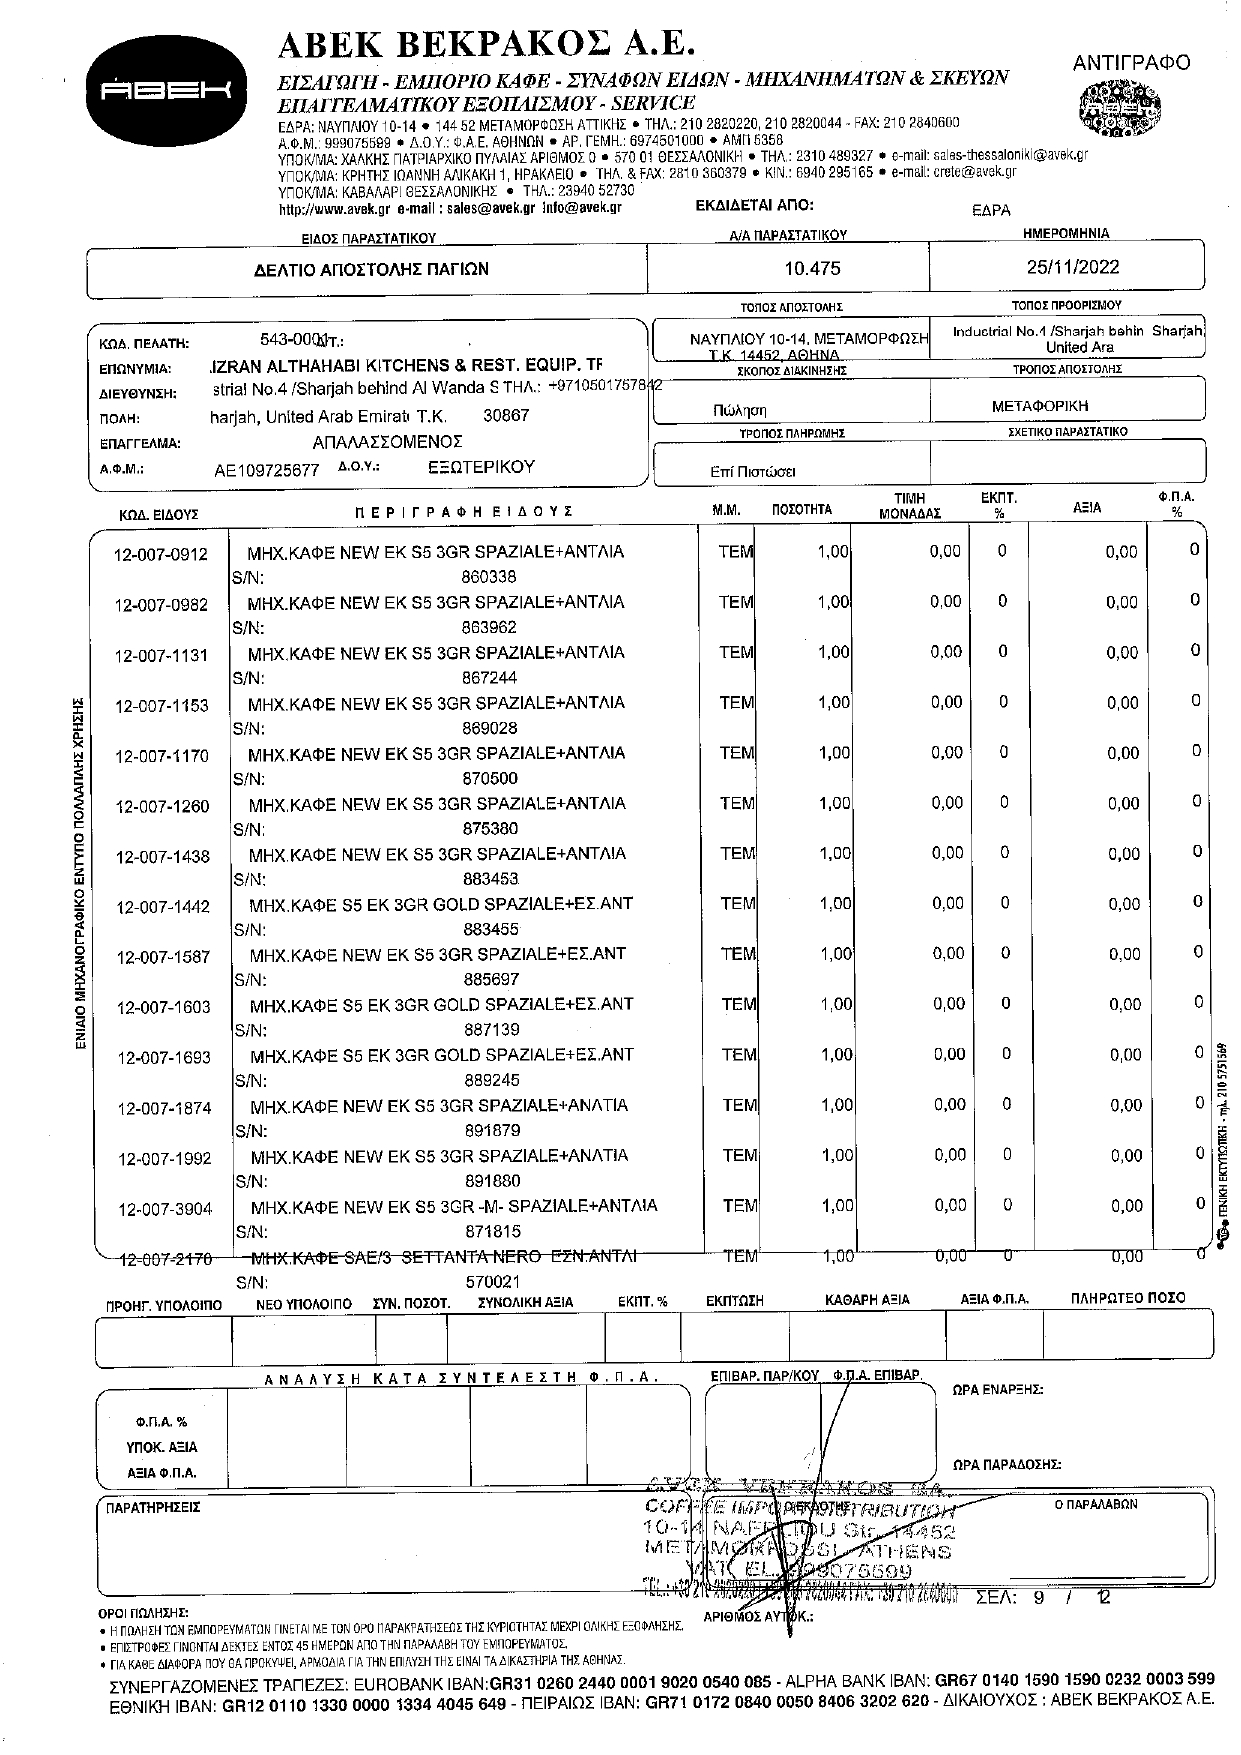 ΑΒΕΚ
ΑΒΕΚ ΒΕΚΡΑΚΟΣ Α.Ε.
ΑΝΤΙΓΡΑΦΟ
ΕΙΣΑΓΩΓΗ - ΕΜΠΟΡΙΟ ΚΑΦΕ - ΣΥΝΑΦΩΝ ΕΙΔΩΝ - ΜΗΧΑΝΗΜΑΤΩΝ & ΣΚΕΥΩΝ
ΕΠΑΓΓΕΛΜΑΤΙΚΟΥ ΕΞΟΠΛΙΣΜΟΥ - SERVICE
ΕΔΡΑ: ΝΑΥΠΛΙΟΥ 10-14 • 144 52 ΜΕΤΑΜΟΡΦΩΣΗ ΑΤΤΙΚΗΣ • ΤΗΛ.: 210 2820220, 210 2820044 - FAX: 210 2840600
Α.Φ.Μ.: 999075599 • Δ.Ο.Υ.: Φ.Α.Ε. ΑΘΗΝΩΝ • ΑΡ. ΓΕΜΗ.: 6974501000 • ΑΜΠ 5358
ΥΠΟΚ/ΜΑ: ΧΑΛΚΗΣ ΠΑΤΡΙΑΡΧΙΚΟ ΠΥΛΑΙΑΣ ΑΡΙΘΜΟΣ 0 • 570 01 ΘΕΣΣΑΛΟΝΙΚΗ • ΤΗΛ.: 2310 489327 • e-mail: sales-thessaloniki@avek.gr
ΥΠΟΚ/ΜΑ: ΚΡΗΤΗΣ ΙΩΑΝΝΗ ΑΛΙΚΑΚΗ 1, ΗΡΑΚΛΕΙΟ • ΤΗΛ. & FAX: 2810 360379 • ΚΙΝ.: 6940 295165 • e-mail: crete@avek.gr
ΥΠΟΚ/ΜΑ: ΚΑΒΑΛΑΡΙ ΘΕΣΣΑΛΟΝΙΚΗΣ • ΤΗΛ.: 23940 52730
http://www.avek.gr e-mail : sales@avek.gr info@avek.gr ΕΚΔΙΔΕΤΑΙ ΑΠΟ: ΕΔΡΑ
ΕΙΔΟΣ ΠΑΡΑΣΤΑΤΙΚΟΥ Α/Α ΠΑΡΑΣΤΑΤΙΚΟΥ ΗΜΕΡΟΜΗΝΙΑ
ΔΕΛΤΙΟ ΑΠΟΣΤΟΛΗΣ ΠΑΓΙΩΝ 10.475 25/11/2022
ΤΟΠΟΣ ΑΠΟΣΤΟΛΗΣ ΤΟΠΟΣ ΠΡΟΟΡΙΣΜΟΥ
ΝΑΥΠΛΙΟΥ 10-14, ΜΕΤΑΜΟΡΦΩΣΗ Industrial No.4 /Sharjah behin Sharjah
Τ.Κ. 14452, ΑΘΗΝΑ United Ara
ΚΩΔ. ΠΕΛΑΤΗ: 543-0001
ΕΠΩΝΥΜΙΑ: .IZRAN ALTHAHABI KITCHENS & REST. EQUIP. TF
ΣΚΟΠΟΣ ΔΙΑΚΙΝΗΣΗΣ ΤΡΟΠΟΣ ΑΠΟΣΤΟΛΗΣ
ΔΙΕΥΘΥΝΣΗ: strial No.4 /Sharjah behind Al Wanda S ΤΗΛ.: +9710501757842
Πώληση ΜΕΤΑΦΟΡΙΚΗ
ΠΟΛΗ: harjah, United Arab Emirat Τ.Κ. 30867
ΤΡΟΠΟΣ ΠΛΗΡΩΜΗΣ ΣΧΕΤΙΚΟ ΠΑΡΑΣΤΑΤΙΚΟ
ΕΠΑΓΓΕΛΜΑ: ΑΠΑΛΑΣΣΟΜΕΝΟΣ
Α.Φ.Μ.: AE109725677 Δ.Ο.Υ.: ΕΞΩΤΕΡΙΚΟΥ
Επί Πιστώσει
ΚΩΔ. ΕΙΔΟΥΣ ΠΕΡΙΓΡΑΦΗ ΕΙΔΟΥΣ Μ.Μ. ΠΟΣΟΤΗΤΑ ΤΙΜΗ ΜΟΝΑΔΑΣ ΕΚΠΤ. % ΑΞΙΑ Φ.Π.Α. %
12-007-0912 ΜΗΧ.ΚΑΦΕ NEW EK S5 3GR SPAZIALE+ΑΝΤΛΙΑ ΤΕΜ 1,00 0,00 0 0,00 0
S/N: 860338
12-007-0982 ΜΗΧ.ΚΑΦΕ NEW EK S5 3GR SPAZIALE+ΑΝΤΛΙΑ ΤΕΜ 1,00 0,00 0 0,00 0
S/N: 863962
12-007-1131 ΜΗΧ.ΚΑΦΕ NEW EK S5 3GR SPAZIALE+ΑΝΤΛΙΑ ΤΕΜ 1,00 0,00 0 0,00 0
S/N: 867244
12-007-1153 ΜΗΧ.ΚΑΦΕ NEW EK S5 3GR SPAZIALE+ΑΝΤΛΙΑ ΤΕΜ 1,00 0,00 0 0,00 0
S/N: 869028
12-007-1170 ΜΗΧ.ΚΑΦΕ NEW EK S5 3GR SPAZIALE+ΑΝΤΛΙΑ ΤΕΜ 1,00 0,00 0 0,00 0
S/N: 870500
12-007-1260 ΜΗΧ.ΚΑΦΕ NEW EK S5 3GR SPAZIALE+ΑΝΤΛΙΑ ΤΕΜ 1,00 0,00 0 0,00 0
S/N: 875380
12-007-1438 ΜΗΧ.ΚΑΦΕ NEW EK S5 3GR SPAZIALE+ΑΝΤΛΙΑ ΤΕΜ 1,00 0,00 0 0,00 0
S/N: 883453
12-007-1442 ΜΗΧ.ΚΑΦΕ S5 EK 3GR GOLD SPAZIALE+ΕΣ.ΑΝΤ ΤΕΜ 1,00 0,00 0 0,00 0
S/N: 883455
12-007-1587 ΜΗΧ.ΚΑΦΕ NEW EK S5 3GR SPAZIALE+ΕΣ.ΑΝΤ ΤΕΜ 1,00 0,00 0 0,00 0
S/N: 885697
12-007-1603 ΜΗΧ.ΚΑΦΕ S5 EK 3GR GOLD SPAZIALE+ΕΣ.ΑΝΤ ΤΕΜ 1,00 0,00 0 0,00 0
S/N: 887139
12-007-1693 ΜΗΧ.ΚΑΦΕ S5 EK 3GR GOLD SPAZIALE+ΕΣ.ΑΝΤ ΤΕΜ 1,00 0,00 0 0,00 0
S/N: 889245
12-007-1874 ΜΗΧ.ΚΑΦΕ NEW EK S5 3GR SPAZIALE+ΑΝΛΤΙΑ ΤΕΜ 1,00 0,00 0 0,00 0
S/N: 891879
12-007-1992 ΜΗΧ.ΚΑΦΕ NEW EK S5 3GR SPAZIALE+ΑΝΛΤΙΑ ΤΕΜ 1,00 0,00 0 0,00 0
S/N: 891880
12-007-3904 ΜΗΧ.ΚΑΦΕ NEW EK S5 3GR -M- SPAZIALE+ΑΝΤΛΙΑ ΤΕΜ 1,00 0,00 0 0,00 0
S/N: 871815
12-007-2170 ΜΗΧ.ΚΑΦΕ SAE/3 SETTANTA NERO ΕΣΝ.ΑΝΤΛΙ ΤΕΜ 1,00 0,00 0 0,00 0
S/N: 570021
ΕΝΙΑΙΟ ΜΗΧΑΝΟΓΡΑΦΙΚΟ ΕΝΤΥΠΟ ΠΟΛΛΑΠΛΗΣ ΧΡΗΣΗΣ
ΓΕΝΙΚΗ ΕΚΤΥΠΩΤΙΚΗ - τηλ. 210 5751569
ΠΡΟΗΓ. ΥΠΟΛΟΙΠΟ ΝΕΟ ΥΠΟΛΟΙΠΟ ΣΥΝ. ΠΟΣΟΤ. ΣΥΝΟΛΙΚΗ ΑΞΙΑ ΕΚΠΤ. % ΕΚΠΤΩΣΗ ΚΑΘΑΡΗ ΑΞΙΑ ΑΞΙΑ Φ.Π.Α. ΠΛΗΡΩΤΕΟ ΠΟΣΟ
ΑΝΑΛΥΣΗ ΚΑΤΑ ΣΥΝΤΕΛΕΣΤΗ Φ.Π.Α. ΕΠΙΒΑΡ. ΠΑΡ/ΚΟΥ Φ.Π.Α. ΕΠΙΒΑΡ.
ΩΡΑ ΕΝΑΡΞΗΣ:
Φ.Π.Α. %
ΥΠΟΚ. ΑΞΙΑ
ΑΞΙΑ Φ.Π.Α.
ΩΡΑ ΠΑΡΑΔΟΣΗΣ:
AVEK VEKRAKOS SA
ΠΑΡΑΤΗΡΗΣΕΙΣ Ο ΠΑΡΑΛΑΒΩΝ
COFFEE IMPORT DISTRIBUTION
10-14 NAFPLIOU Str. 14452
METAMORFOSSI ATHENS
VAT EL. 999075599
ΣΕΛ: 9 / 12
ΑΡΙΘΜΟΣ ΑΥΤΟΚ.:
ΟΡΟΙ ΠΩΛΗΣΗΣ:
• Η ΠΩΛΗΣΗ ΤΩΝ ΕΜΠΟΡΕΥΜΑΤΩΝ ΓΙΝΕΤΑΙ ΜΕ ΤΟΝ ΟΡΟ ΠΑΡΑΚΡΑΤΗΣΕΩΣ ΤΗΣ ΚΥΡΙΟΤΗΤΑΣ ΜΕΧΡΙ ΟΛΙΚΗΣ ΕΞΟΦΛΗΣΗΣ.
• ΕΠΙΣΤΡΟΦΕΣ ΓΙΝΟΝΤΑΙ ΔΕΚΤΕΣ ΕΝΤΟΣ 45 ΗΜΕΡΩΝ ΑΠΟ ΤΗΝ ΠΑΡΑΛΑΒΗ ΤΟΥ ΕΜΠΟΡΕΥΜΑΤΟΣ.
• ΓΙΑ ΚΑΘΕ ΔΙΑΦΟΡΑ ΠΟΥ ΘΑ ΠΡΟΚΥΨΕΙ, ΑΡΜΟΔΙΑ ΓΙΑ ΤΗΝ ΕΠΙΛΥΣΗ ΤΗΣ ΕΙΝΑΙ ΤΑ ΔΙΚΑΣΤΗΡΙΑ ΤΗΣ ΑΘΗΝΑΣ.
ΣΥΝΕΡΓΑΖΟΜΕΝΕΣ ΤΡΑΠΕΖΕΣ: EUROBANK IBAN:GR31 0260 2440 0001 9020 0540 085 - ALPHA BANK IBAN: GR67 0140 1590 1590 0232 0003 599
ΕΘΝΙΚΗ IBAN: GR12 0110 1330 0000 1334 4045 649 - ΠΕΙΡΑΙΩΣ IBAN: GR71 0172 0840 0050 8406 3202 620 - ΔΙΚΑΙΟΥΧΟΣ : ΑΒΕΚ ΒΕΚΡΑΚΟΣ Α.Ε.